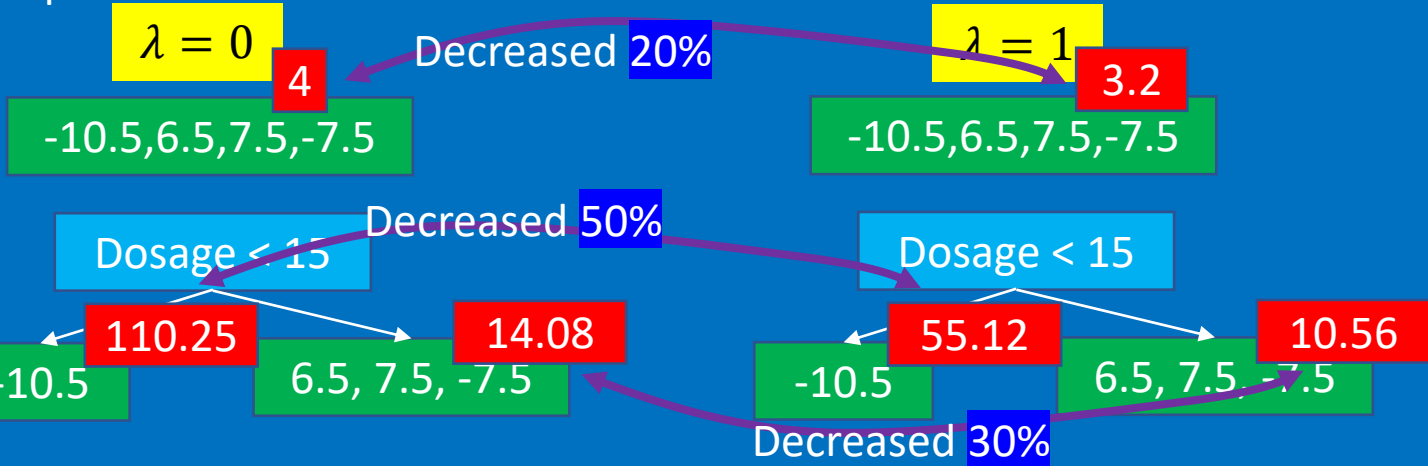 λ = 0
Decreased 20%
λ = 1
4
3.2
-10.5,6.5,7.5,-7.5
-10.5,6.5,7.5,-7.5
Decreased 50%
Dosage < 15
Dosage < 15
110.25
14.08
55.12
10.56
-10.5
6.5, 7.5, -7.5
-10.5
6.5, 7.5, -7.5
Decreased 30%